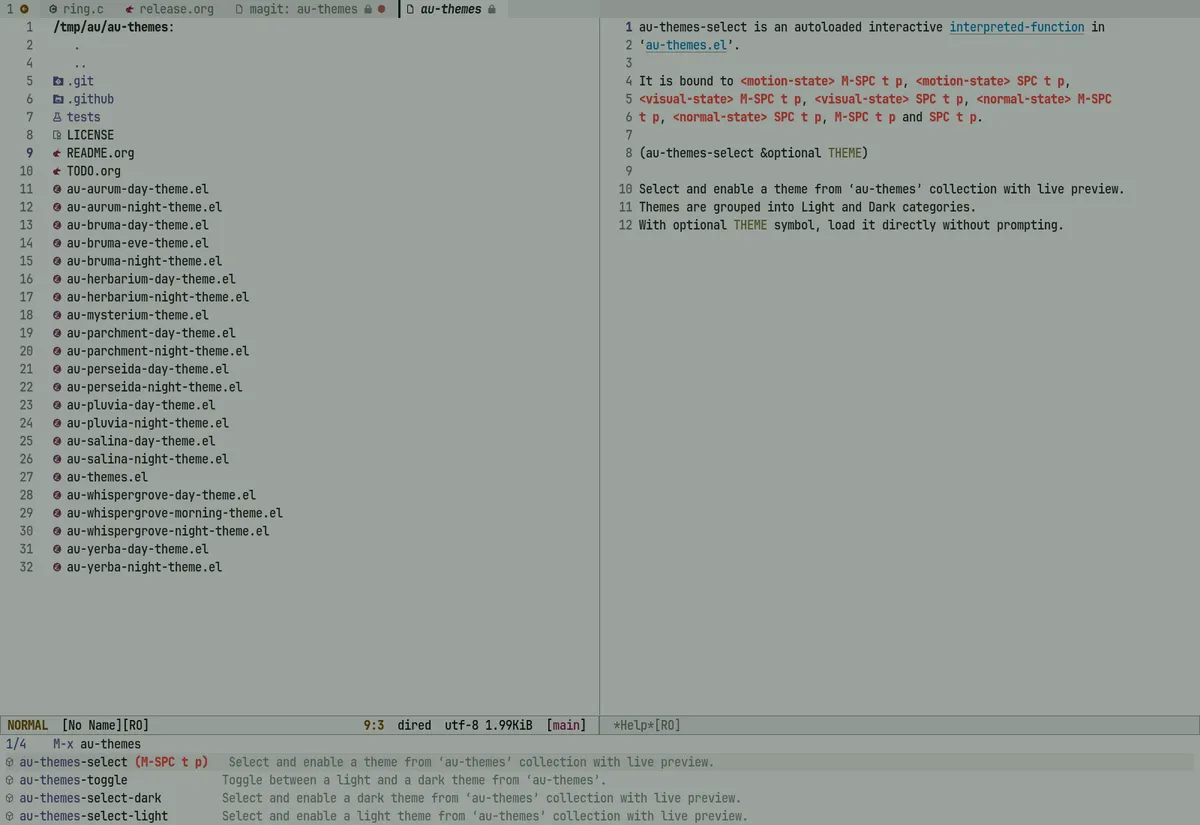 1 ring.c release.org magit: au-themes au-themes
1 /tmp/au/au-themes:
2 .
4 ..
5 .git
6 .github
7 tests
8 LICENSE
9 README.org
10 TODO.org
11 au-aurum-day-theme.el
12 au-aurum-night-theme.el
13 au-bruma-day-theme.el
14 au-bruma-eve-theme.el
15 au-bruma-night-theme.el
16 au-herbarium-day-theme.el
17 au-herbarium-night-theme.el
18 au-mysterium-theme.el
19 au-parchment-day-theme.el
20 au-parchment-night-theme.el
21 au-perseida-day-theme.el
22 au-perseida-night-theme.el
23 au-pluvia-day-theme.el
24 au-pluvia-night-theme.el
25 au-salina-day-theme.el
26 au-salina-night-theme.el
27 au-themes.el
28 au-whispergrove-day-theme.el
29 au-whispergrove-morning-theme.el
30 au-whispergrove-night-theme.el
31 au-yerba-day-theme.el
32 au-yerba-night-theme.el
NORMAL [No Name][RO] 9:3 dired utf-8 1.99KiB [main]
1 au-themes-select is an autoloaded interactive interpreted-function in
2 ‘au-themes.el’.
3
4 It is bound to <motion-state> M-SPC t p, <motion-state> SPC t p,
5 <visual-state> M-SPC t p, <visual-state> SPC t p, <normal-state> M-SPC
6 t p, <normal-state> SPC t p, M-SPC t p and SPC t p.
7
8 (au-themes-select &optional THEME)
9
10 Select and enable a theme from ‘au-themes’ collection with live preview.
11 Themes are grouped into Light and Dark categories.
12 With optional THEME symbol, load it directly without prompting.
*Help*[RO]
1/4 M-x au-themes
au-themes-select (M-SPC t p) Select and enable a theme from ‘au-themes’ collection with live preview.
au-themes-toggle Toggle between a light and a dark theme from ‘au-themes’.
au-themes-select-dark Select and enable a dark theme from ‘au-themes’ collection with live preview.
au-themes-select-light Select and enable a light theme from ‘au-themes’ collection with live preview.